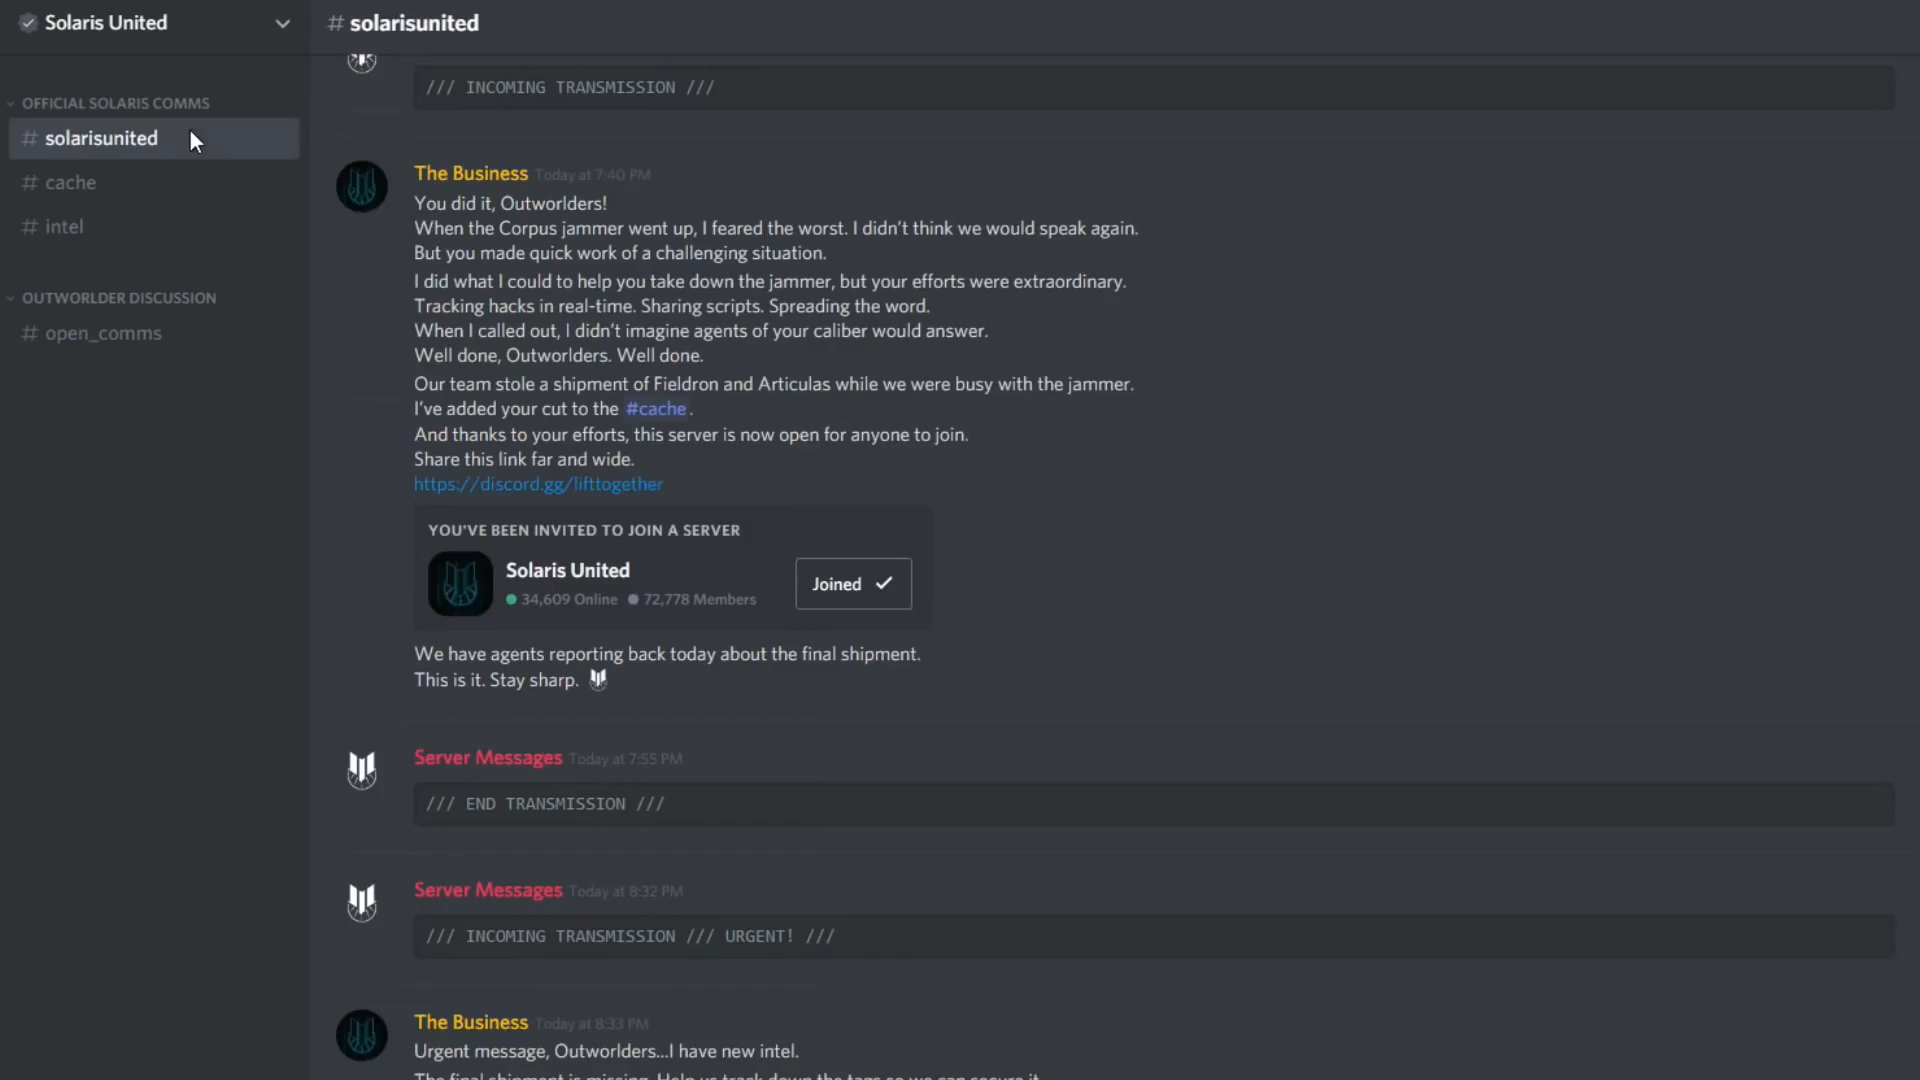 Solaris United
# solarisunited
OFFICIAL SOLARIS COMMS
# solarisunited
# cache
# intel
OUTWORLDER DISCUSSION
# open_comms
/// INCOMING TRANSMISSION ///
The Business Today at 7:40 PM
You did it, Outworlders!
When the Corpus jammer went up, I feared the worst. I didn't think we would speak again.
But you made quick work of a challenging situation.
I did what I could to help you take down the jammer, but your efforts were extraordinary.
Tracking hacks in real-time. Sharing scripts. Spreading the word.
When I called out, I didn't imagine agents of your caliber would answer.
Well done, Outworlders. Well done.
Our team stole a shipment of Fieldron and Articulas while we were busy with the jammer.
I've added your cut to the #cache.
And thanks to your efforts, this server is now open for anyone to join.
Share this link far and wide.
https://discord.gg/lifttogether
YOU'VE BEEN INVITED TO JOIN A SERVER
Solaris United
34,609 Online 72,778 Members
Joined
We have agents reporting back today about the final shipment.
This is it. Stay sharp.
Server Messages Today at 7:55 PM
/// END TRANSMISSION ///
Server Messages Today at 8:32 PM
/// INCOMING TRANSMISSION /// URGENT! ///
The Business Today at 8:33 PM
Urgent message, Outworlders...I have new intel.
The final shipment is missing. Help us track down the tags so we can secure it